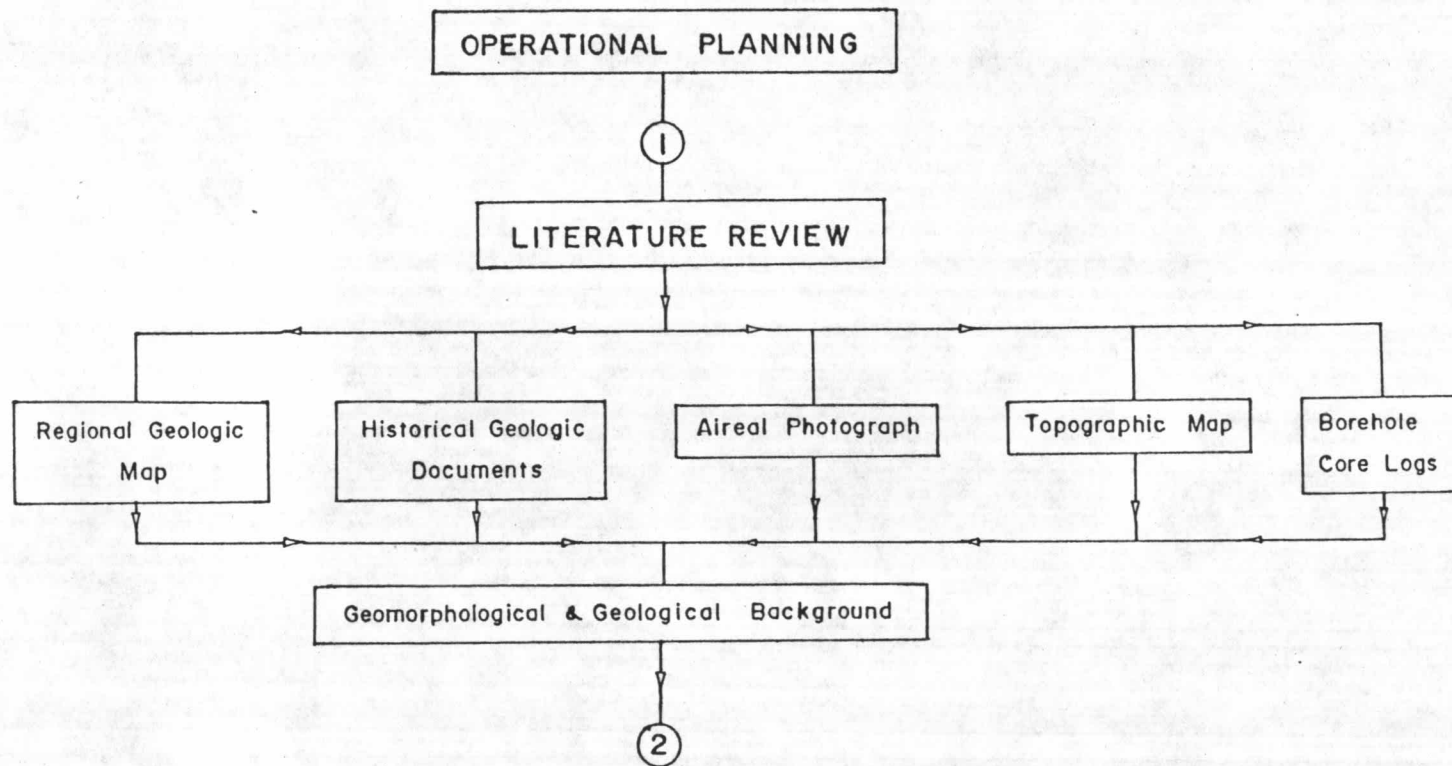 OPERATIONAL PLANNING
1
LITERATURE REVIEW
Regional Geologic
Map
Historical Geologic
Documents
Aireal Photograph
Topographic Map
Borehole
Core Logs
Geomorphological & Geological Background
2